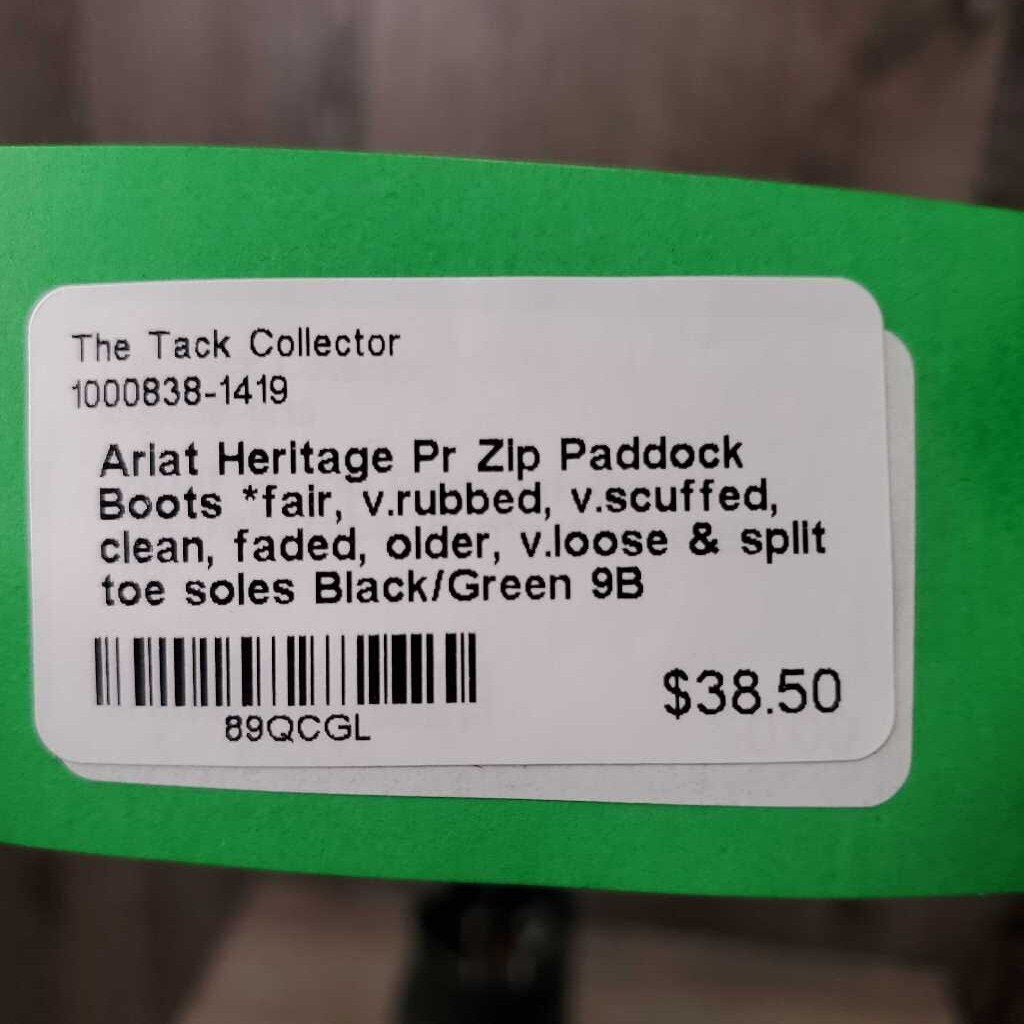 The Tack Collector
1000838-1419
Ariat Heritage Pr Zip Paddock
Boots *fair, v.rubbed, v.scuffed,
clean, faded, older, v.loose & split
toe soles Black/Green 9B
89QCGL
$38.50